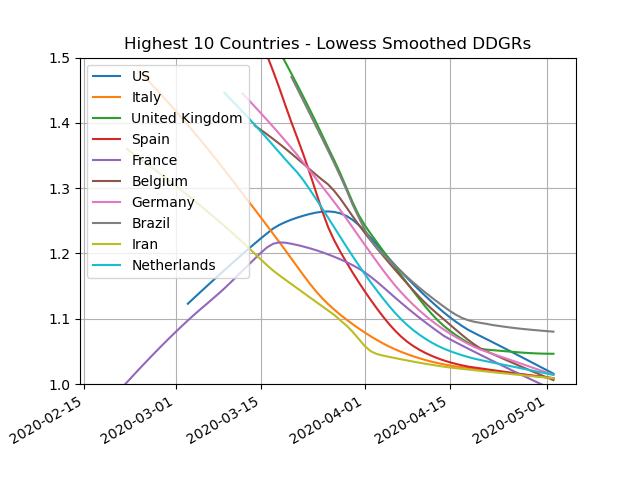 Highest 10 Countries - Lowess Smoothed DDGRs
1.5
1.4
1.3
1.2
1.1
1.0
US
Italy
United Kingdom
Spain
France
Belgium
Germany
Brazil
Iran
Netherlands
2020-02-15
2020-03-01
2020-03-15
2020-04-01
2020-04-15
2020-05-01